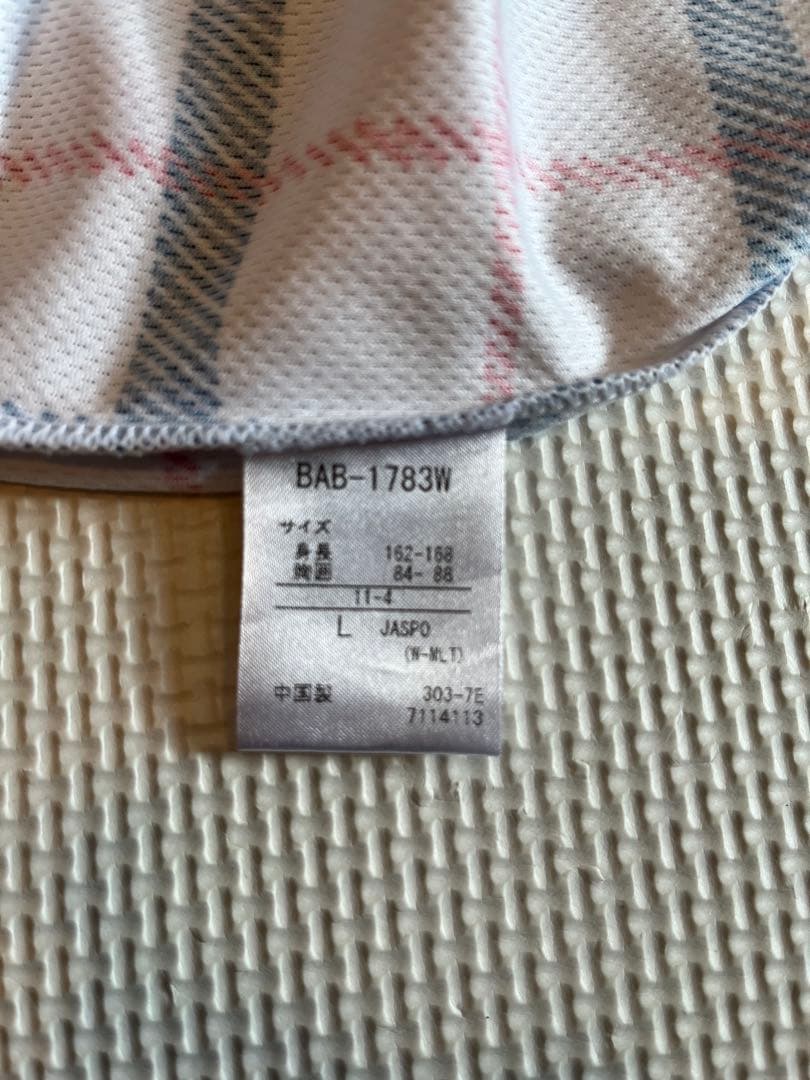 BAB-1783W
サイズ
身長 162-168
胸囲 84- 88
11-4
L JASPO
(W-WLT)
中国製 303-7E
7114113